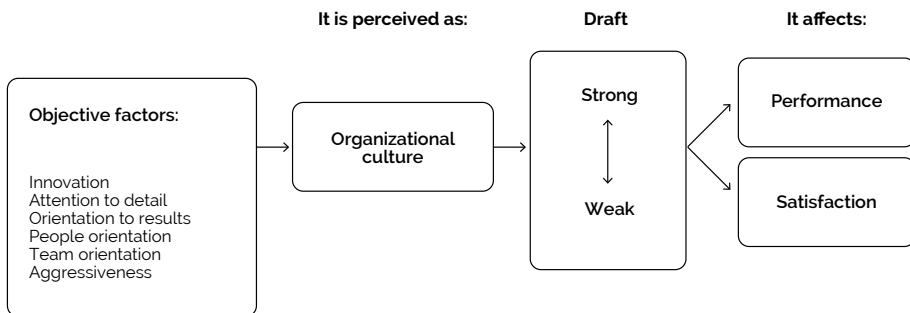 It is perceived as:
Draft
It affects:
Objective factors:
Innovation
Attention to detail
Orientation to results
People orientation
Team orientation
Aggressiveness
Organizational
culture
Strong
Weak
Performance
Satisfaction